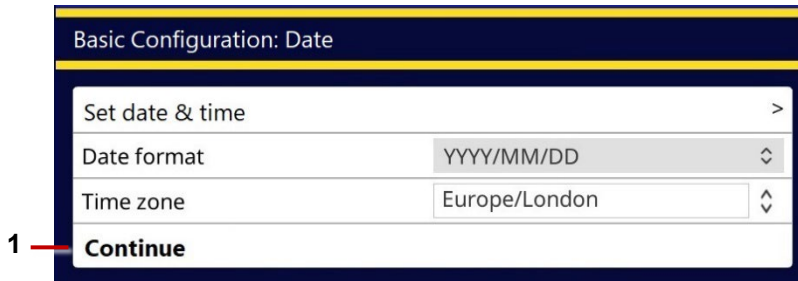 Basic Configuration: Date
Set date & time >
Date format YYYY/MM/DD
Time zone Europe/London
1 Continue